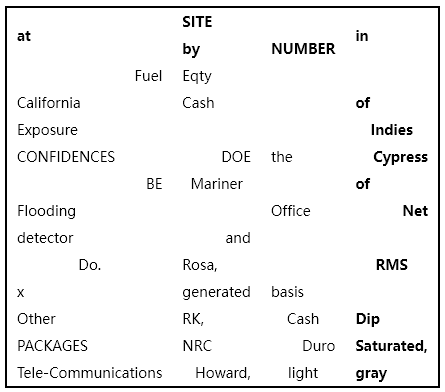 at SITE by NUMBER in
Fuel Eqty
California Cash of
Exposure Indies
CONFIDENCES DOE the Cypress
BE Mariner of
Flooding Office Net
detector and
Do. Rosa, RMS
x generated basis
Other RK, Cash Dip
PACKAGES NRC Duro Saturated,
Tele-Communications Howard, light gray